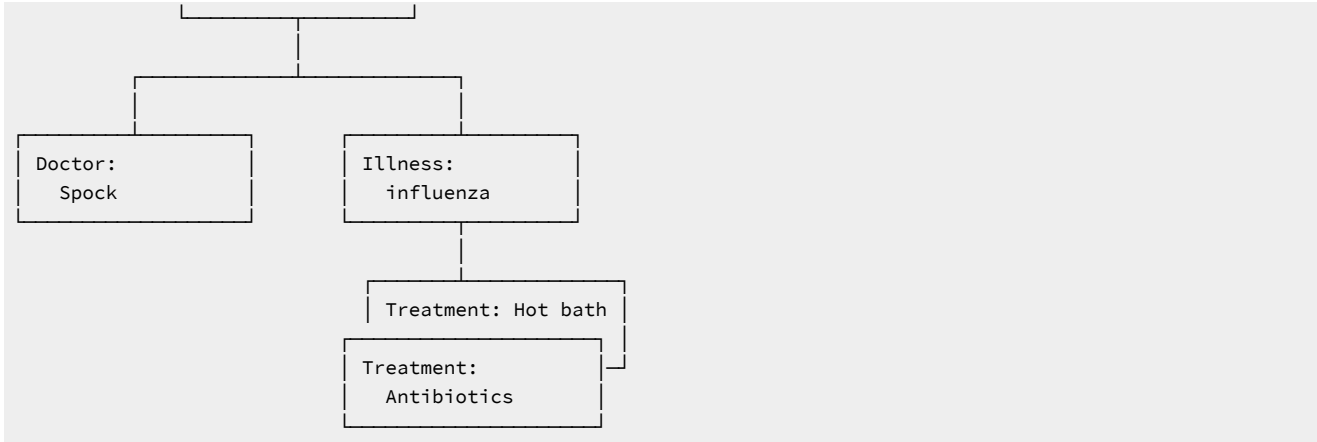 Doctor:
Spock
Illness:
influenza
Treatment: Hot bath
Treatment:
Antibiotics